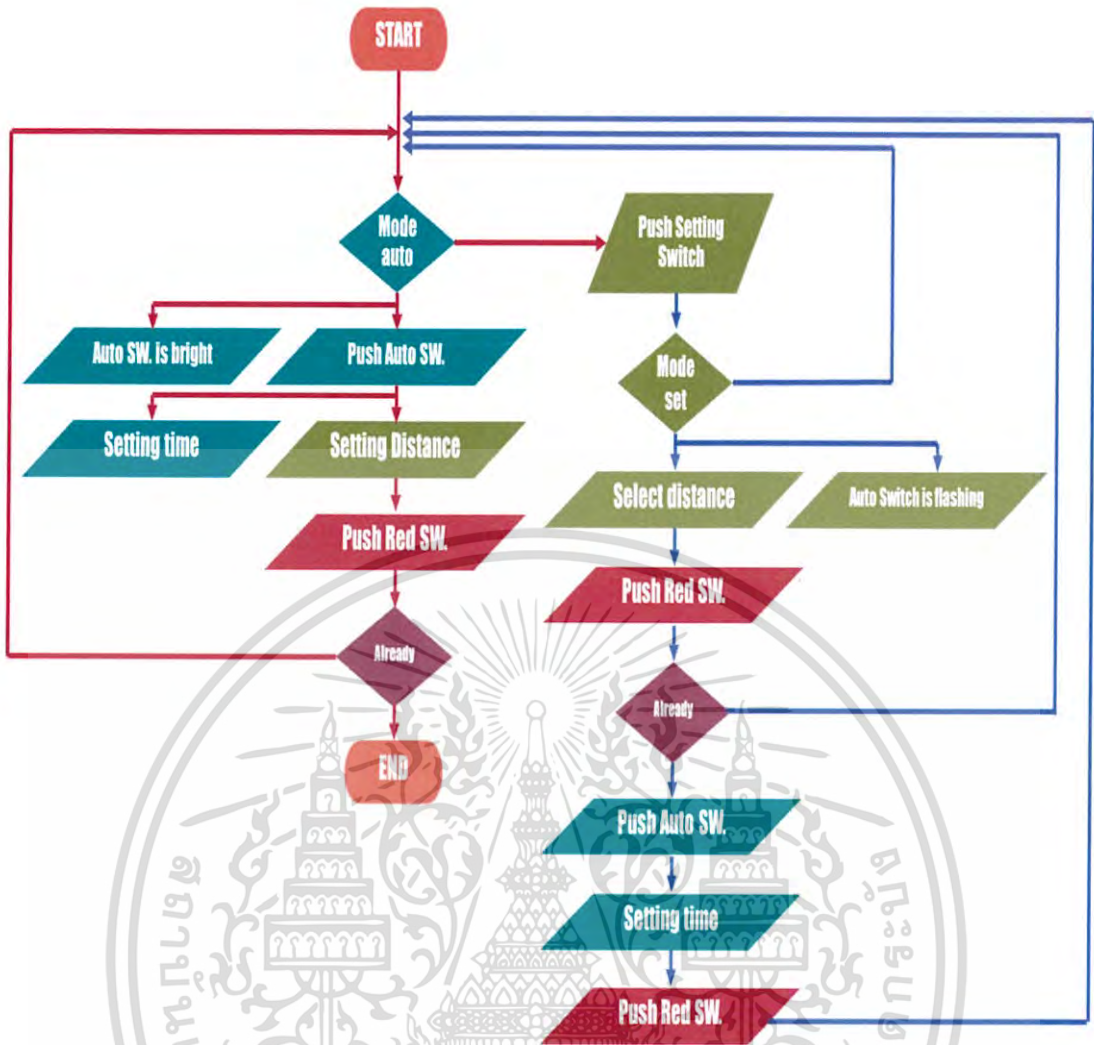 START
Mode
auto
Push Setting
Switch
Auto SW. is bright
Push Auto SW.
Mode
set
Setting time
Setting Distance
Select distance
Auto Switch is flashing
Push Red SW.
Push Red SW.
Already
Already
END
Push Auto SW.
Setting time
Push Red SW.